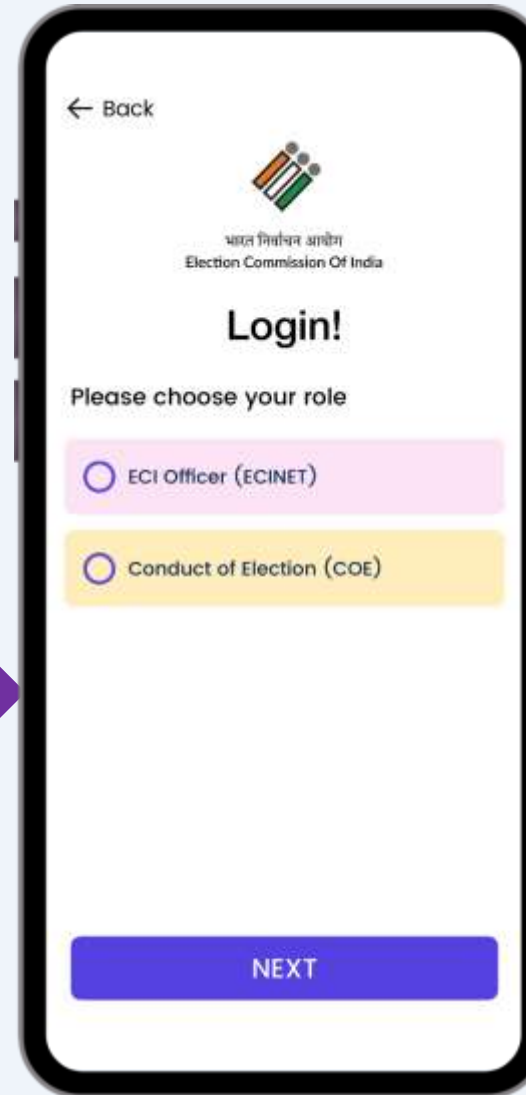 ← Back
भारत निर्वाचन आयोग
Election Commission Of India
Login!
Please choose your role
ECI Officer (ECINET)
Conduct of Election (COE)
NEXT